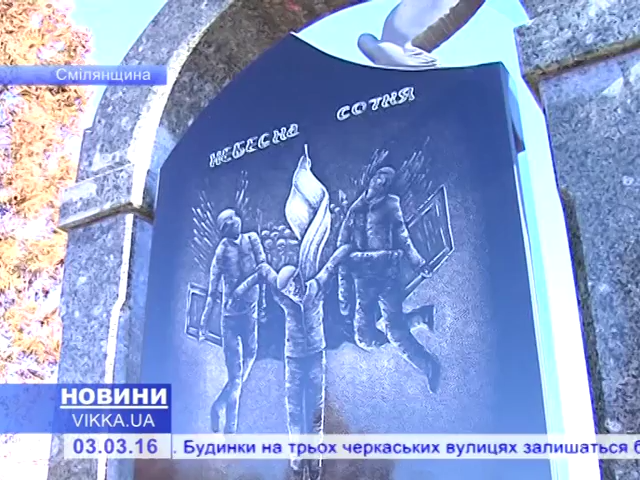 Смілянщина
НЕБЕСНА СОТНЯ
НОВИНИ
VIKKA.UA
03.03.16 . Будинки на трьох черкаських вулицях залишаться б